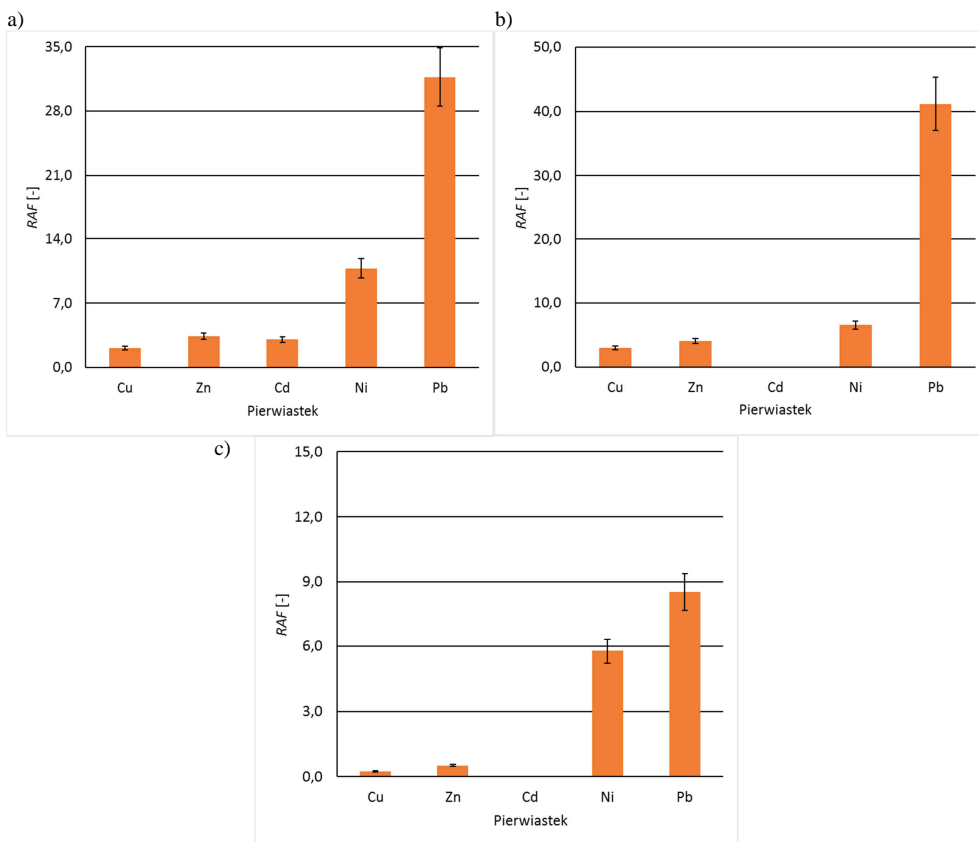 a)
35,0
28,0
21,0
14,0
7,0
0,0
RAF [-]
Cu Zn Cd Ni Pb
Pierwiastek
b)
50,0
40,0
30,0
20,0
10,0
0,0
RAF [-]
Cu Zn Cd Ni Pb
Pierwiastek
c)
15,0
12,0
9,0
6,0
3,0
0,0
RAF [-]
Cu Zn Cd Ni Pb
Pierwiastek